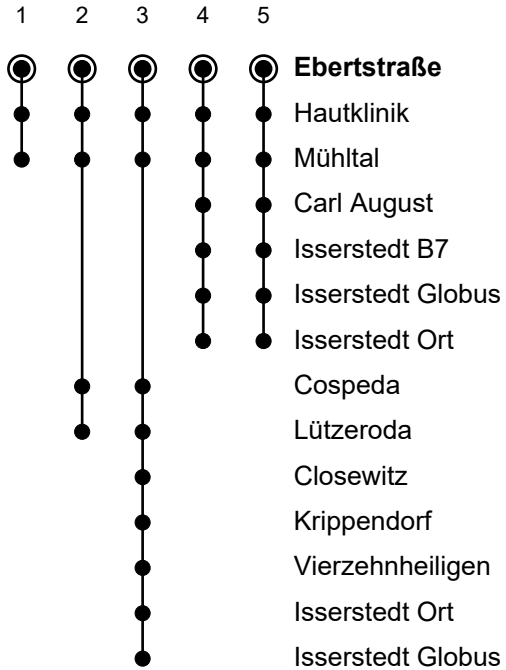 1 2 3 4 5
Ebertstraße
Hautklinik
Mühltal
Carl August
Isserstedt B7
Isserstedt Globus
Isserstedt Ort
Cospeda
Lützeroda
Closewitz
Krippendorf
Vierzehnheiligen
Isserstedt Ort
Isserstedt Globus